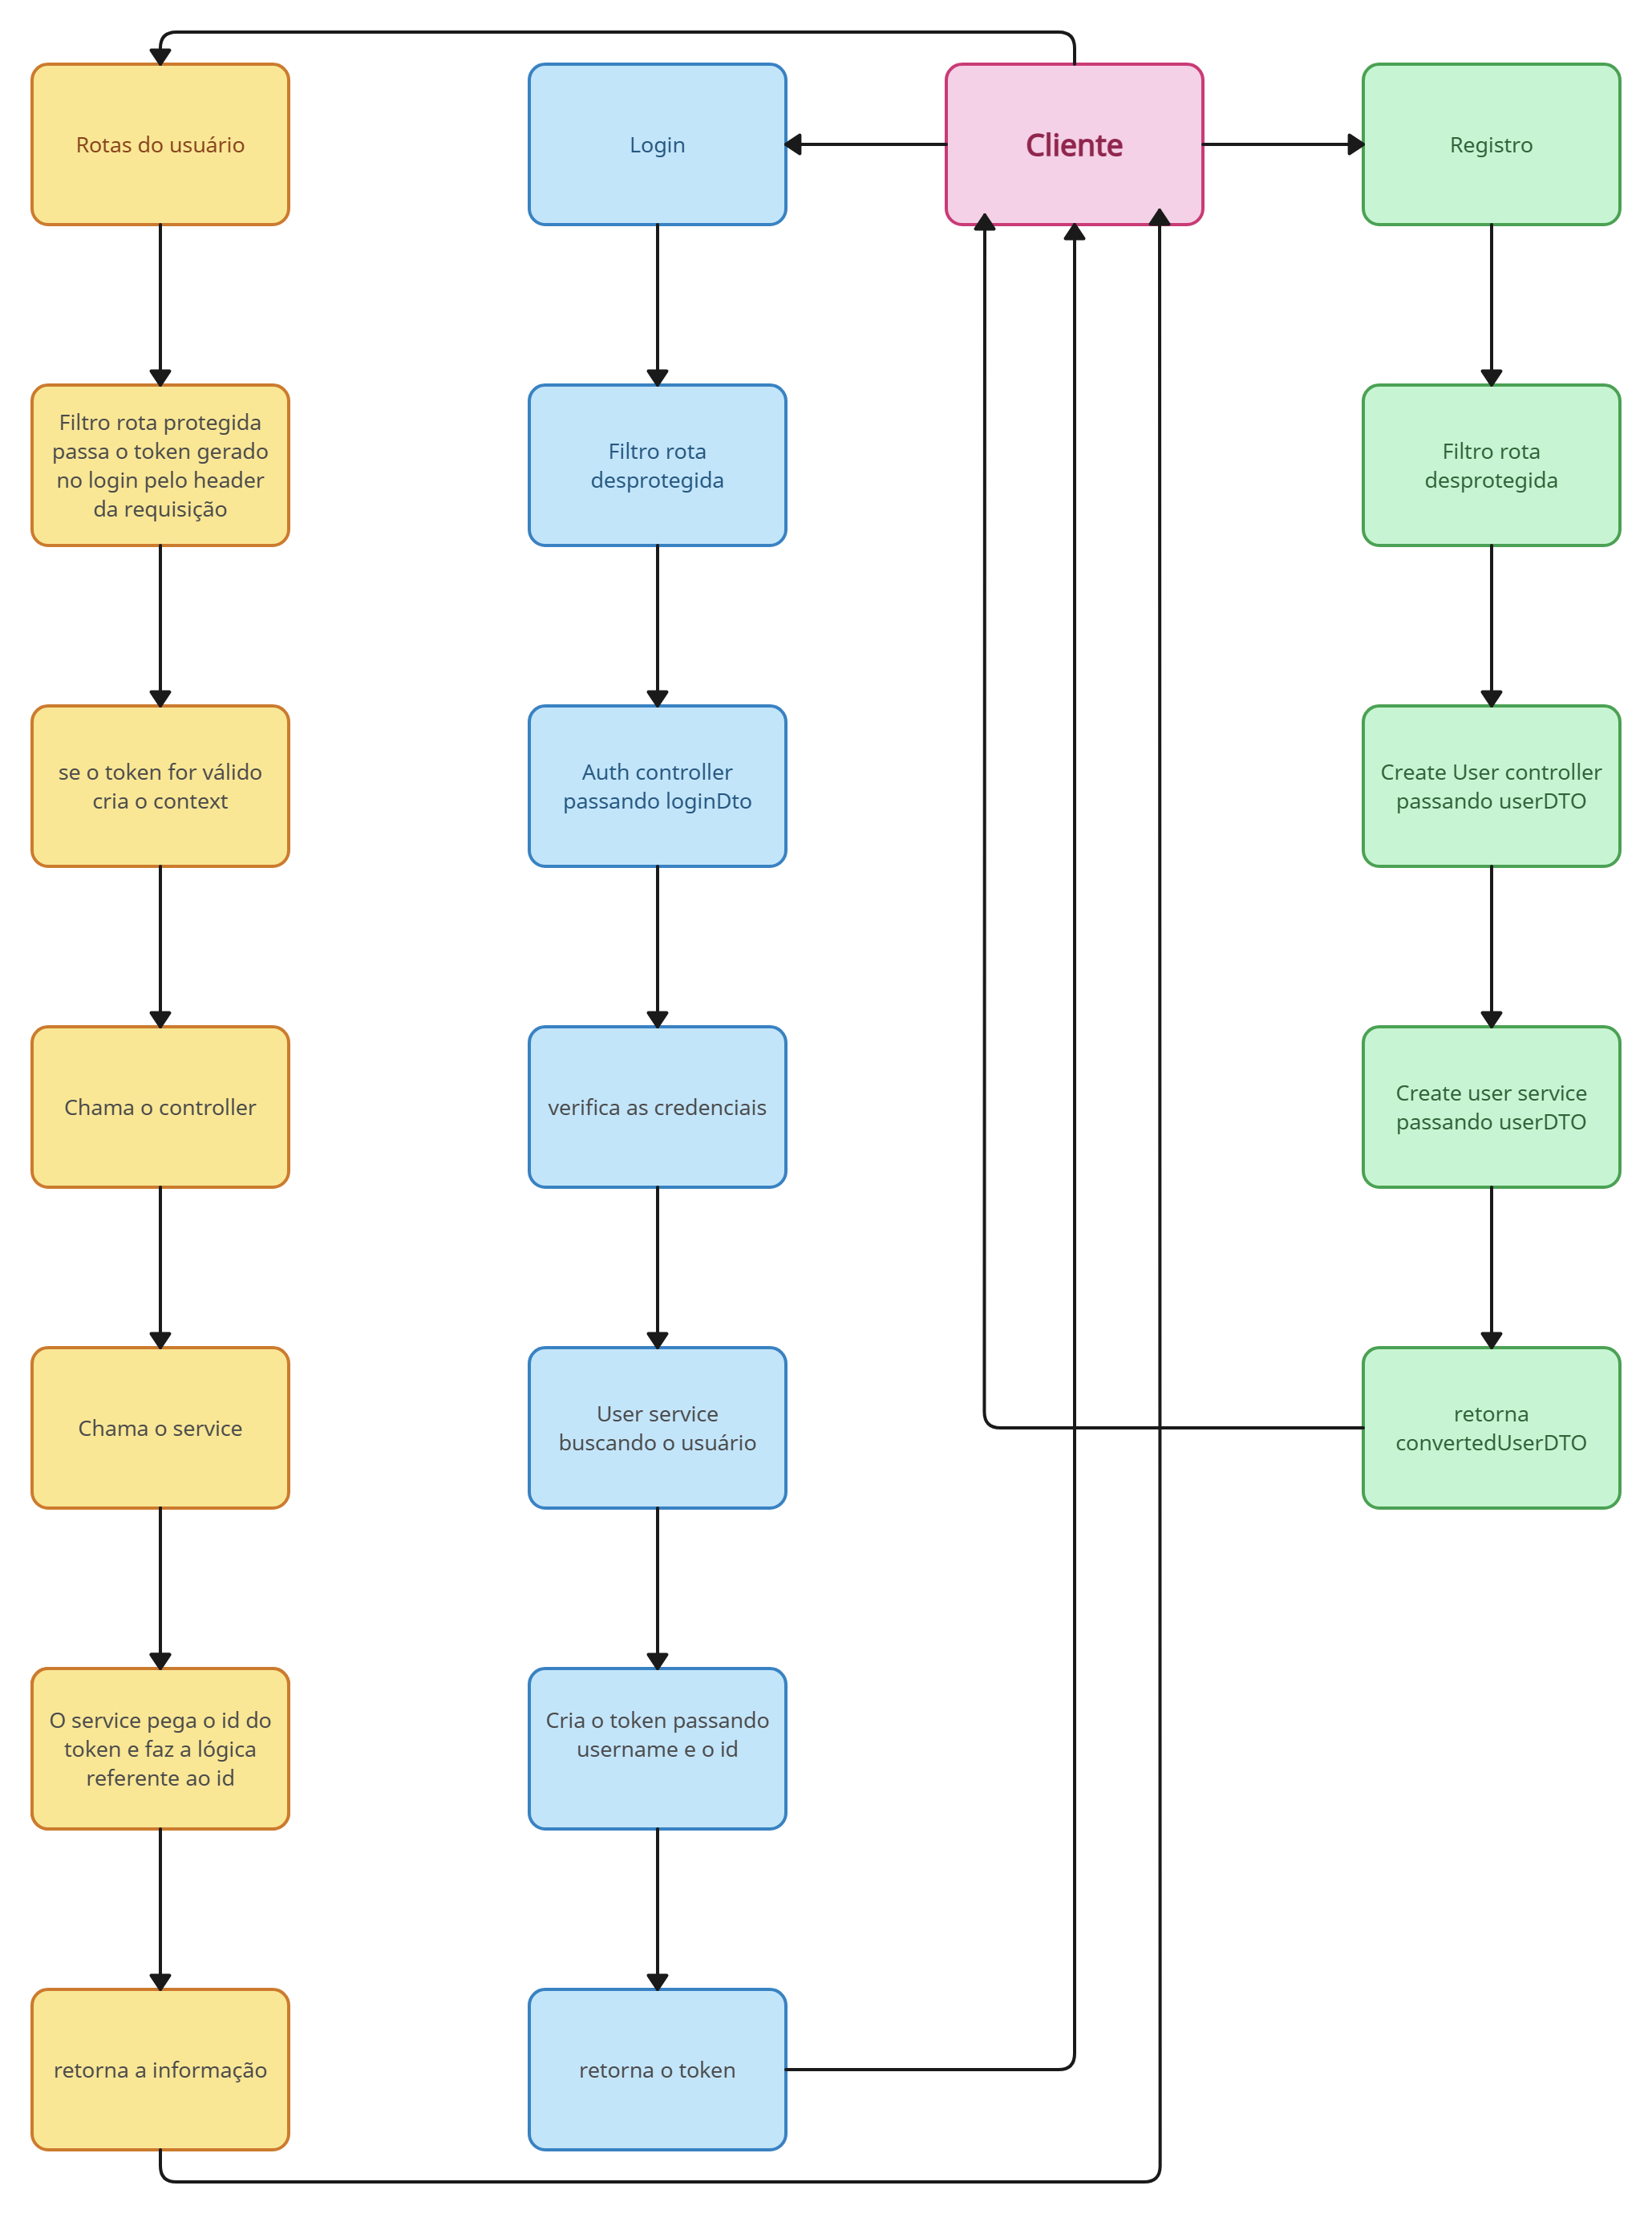 Rotas do usuário
Login
Cliente
Registro
Filtro rota protegida
passa o token gerado
no login pelo header
da requisição
Filtro rota
desprotegida
Filtro rota
desprotegida
se o token for válido
cria o context
Auth controller
passando loginDto
Create User controller
passando userDTO
Chama o controller
verifica as credenciais
Create user service
passando userDTO
Chama o service
User service
buscando o usuário
retorna
convertedUserDTO
O service pega o id do
token e faz a lógica
referente ao id
Cria o token passando
username e o id
retorna a informação
retorna o token